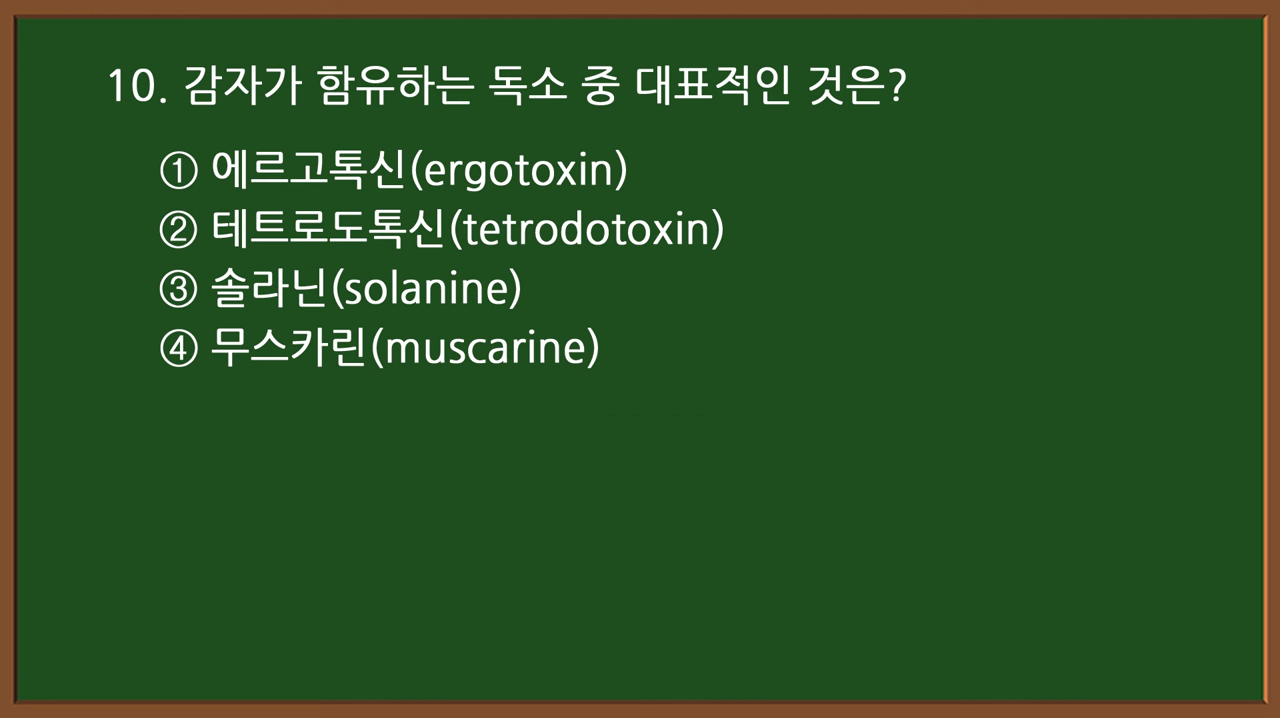 10. 감자가 함유하는 독소 중 대표적인 것은?
① 에르고톡신(ergotoxin)
② 테트로도톡신(tetrodotoxin)
③ 솔라닌(solanine)
④ 무스카린(muscarine)